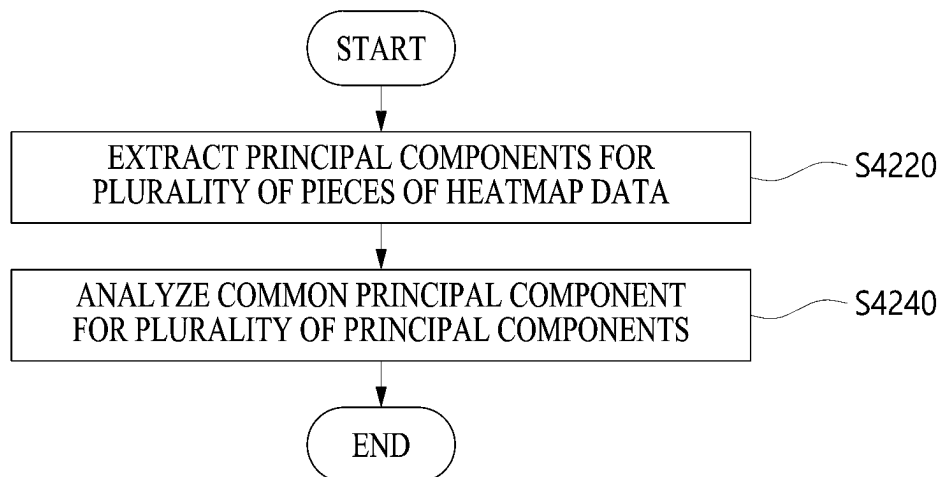 START
EXTRACT PRINCIPAL COMPONENTS FOR
PLURALITY OF PIECES OF HEATMAP DATA
S4220
ANALYZE COMMON PRINCIPAL COMPONENT
FOR PLURALITY OF PRINCIPAL COMPONENTS
S4240
END